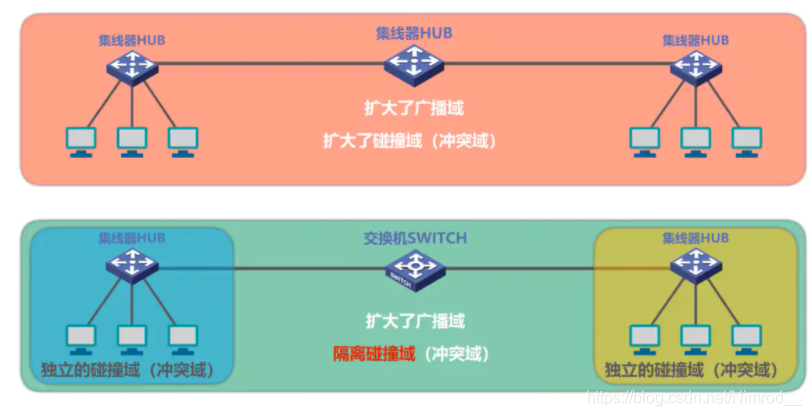 集线器HUB
集线器HUB
集线器HUB
扩大了广播域
扩大了碰撞域（冲突域）
集线器HUB
交换机SWITCH
集线器HUB
SWITCH
扩大了广播域
隔离碰撞域（冲突域）
独立的碰撞域（冲突域）
独立的碰撞域（冲突域）
https://blog.csdn.net/Nimrod__